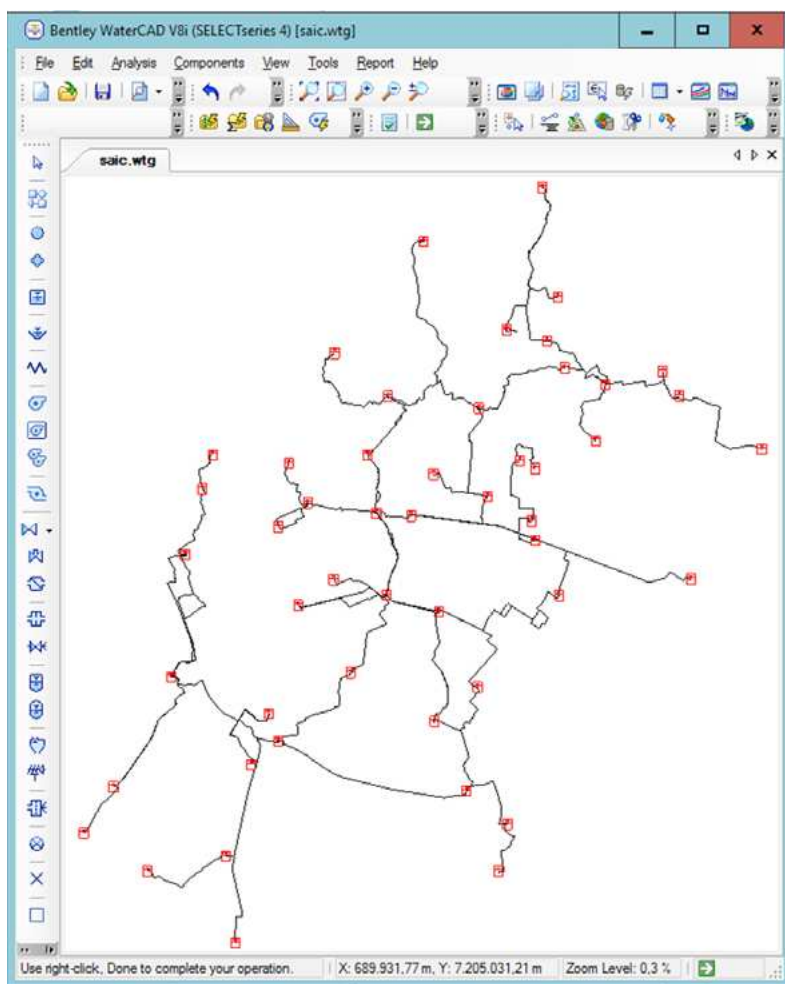 Bentley WaterCAD V8i (SELECTseries 4) [saic.wtg]
File Edit Analysis Components View Tools Report Help
saic.wtg
Use right-click, Done to complete your operation. X: 689.931,77 m, Y: 7.205.031,21 m Zoom Level: 0,3 %